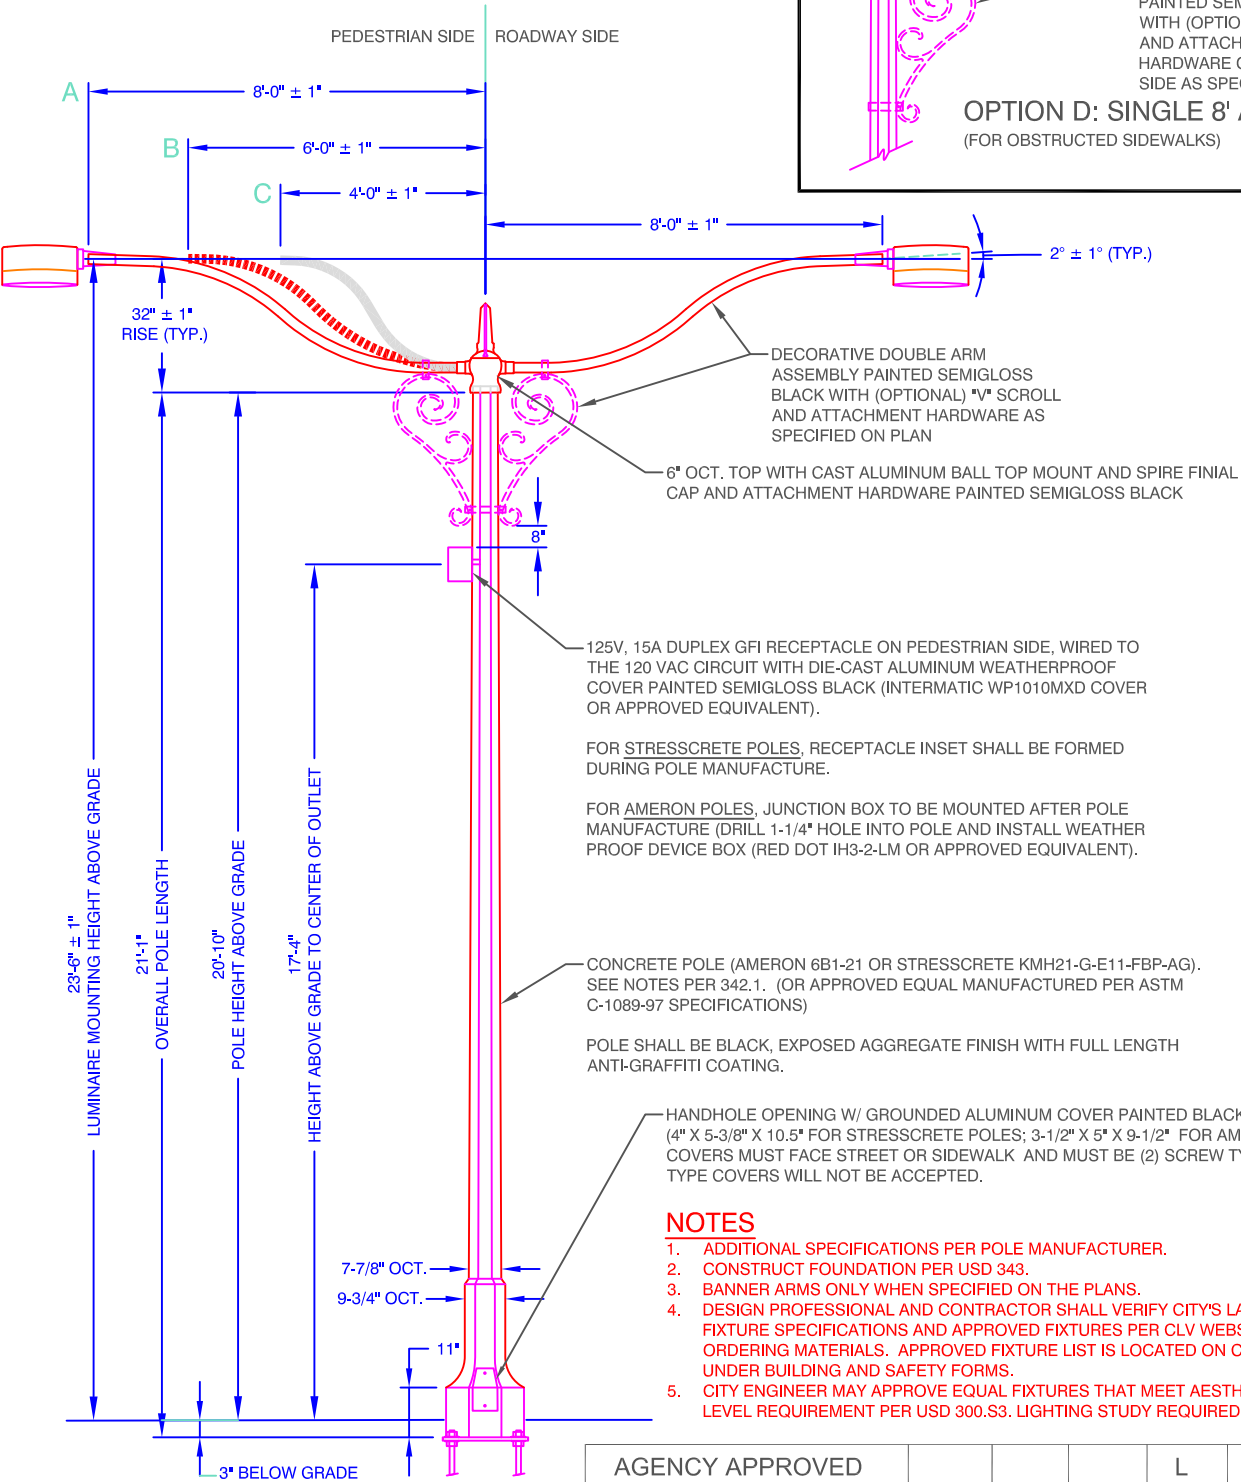 PEDESTRIAN SIDE
ROADWAY SIDE
PAINTED SEM
WITH (OPTIO
AND ATTACH
HARDWARE
SIDE AS SPE
OPTION D: SINGLE 8'
(FOR OBSTRUCTED SIDEWALKS)
A
8'-0" ± 1"
B
6'-0" ± 1"
C
4'-0" ± 1"
8'-0" ± 1"
2° ± 1° (TYP.)
32" ± 1"
RISE (TYP.)
DECORATIVE DOUBLE ARM
ASSEMBLY PAINTED SEMIGLOSS
BLACK WITH (OPTIONAL) "V" SCROLL
AND ATTACHMENT HARDWARE AS
SPECIFIED ON PLAN
6" OCT. TOP WITH CAST ALUMINUM BALL TOP MOUNT AND SPIRE FINIAL
CAP AND ATTACHMENT HARDWARE PAINTED SEMIGLOSS BLACK
8"
125V, 15A DUPLEX GFI RECEPTACLE ON PEDESTRIAN SIDE, WIRED TO
THE 120 VAC CIRCUIT WITH DIE-CAST ALUMINUM WEATHERPROOF
COVER PAINTED SEMIGLOSS BLACK (INTERMATIC WP1010MXD COVER
OR APPROVED EQUIVALENT).
FOR STRESSCRETE POLES, RECEPTACLE INSET SHALL BE FORMED
DURING POLE MANUFACTURE.
FOR AMERON POLES, JUNCTION BOX TO BE MOUNTED AFTER POLE
MANUFACTURE (DRILL 1-1/4" HOLE INTO POLE AND INSTALL WEATHER
PROOF DEVICE BOX (RED DOT IH3-2-LM OR APPROVED EQUIVALENT).
23'-6" ± 1"
LUMINAIRE MOUNTING HEIGHT ABOVE GRADE
21'-1"
OVERALL POLE LENGTH
20'-10"
POLE HEIGHT ABOVE GRADE
17'-4"
HEIGHT ABOVE GRADE TO CENTER OF OUTLET
CONCRETE POLE (AMERON 6B1-21 OR STRESSCRETE KMH21-G-E11-FBP-AG).
SEE NOTES PER 342.1. (OR APPROVED EQUAL MANUFACTURED PER ASTM
C-1089-97 SPECIFICATIONS)
POLE SHALL BE BLACK, EXPOSED AGGREGATE FINISH WITH FULL LENGTH
ANTI-GRAFFITI COATING.
HANDHOLE OPENING W/ GROUNDED ALUMINUM COVER PAINTED BLACK
(4" X 5-3/8" X 10.5" FOR STRESSCRETE POLES; 3-1/2" X 5" X 9-1/2" FOR AM
COVERS MUST FACE STREET OR SIDEWALK AND MUST BE (2) SCREW TY
TYPE COVERS WILL NOT BE ACCEPTED.
7-7/8" OCT.
9-3/4" OCT.
11"
3" BELOW GRADE
NOTES
1. ADDITIONAL SPECIFICATIONS PER POLE MANUFACTURER.
2. CONSTRUCT FOUNDATION PER USD 343.
3. BANNER ARMS ONLY WHEN SPECIFIED ON THE PLANS.
4. DESIGN PROFESSIONAL AND CONTRACTOR SHALL VERIFY CITY'S LA
FIXTURE SPECIFICATIONS AND APPROVED FIXTURES PER CLV WEBS
ORDERING MATERIALS. APPROVED FIXTURE LIST IS LOCATED ON C
UNDER BUILDING AND SAFETY FORMS.
5. CITY ENGINEER MAY APPROVE EQUAL FIXTURES THAT MEET AESTH
LEVEL REQUIREMENT PER USD 300.S3. LIGHTING STUDY REQUIRED
AGENCY APPROVED
L